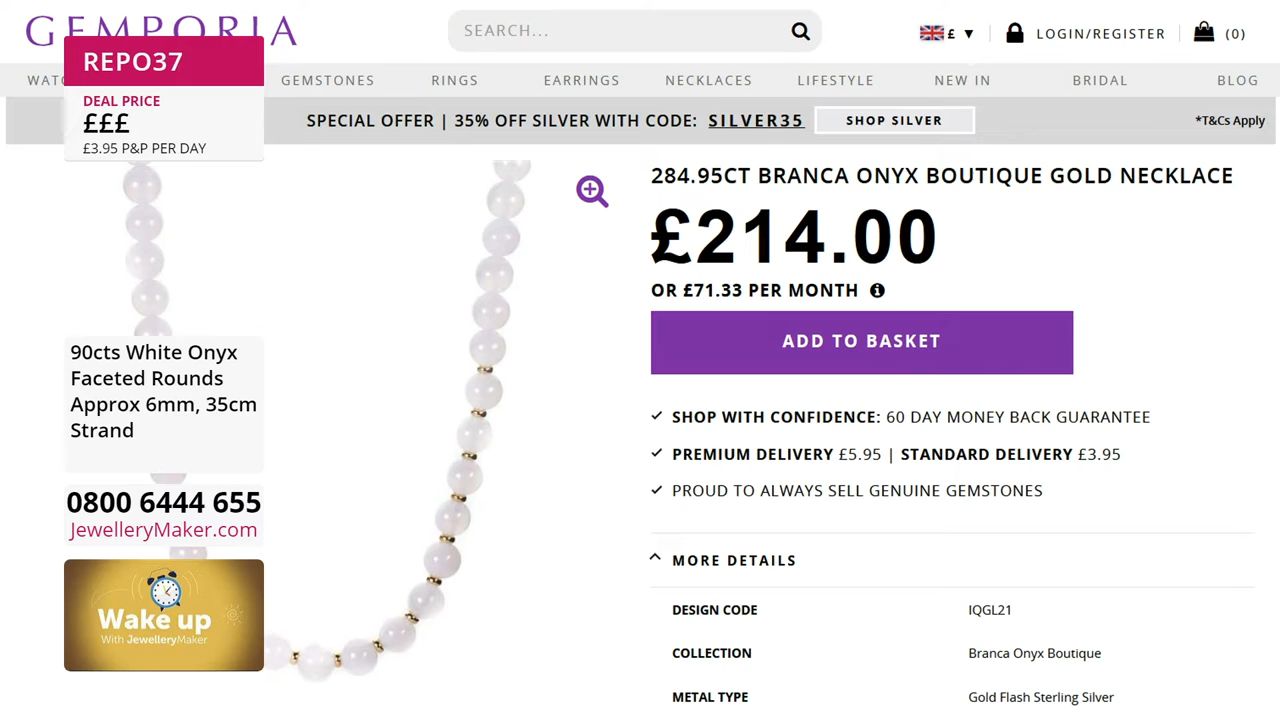 GEMPORIA
SEARCH...
£
LOGIN/REGISTER
(0)
WATC
GEMSTONES
RINGS
EARRINGS
NECKLACES
LIFESTYLE
NEW IN
BRIDAL
BLOG
SPECIAL OFFER | 35% OFF SILVER WITH CODE: SILVER35
SHOP SILVER
*T&Cs Apply
REPO37
DEAL PRICE
£££
£3.95 P&P PER DAY
90cts White Onyx
Faceted Rounds
Approx 6mm, 35cm
Strand
0800 6444 655
JewelleryMaker.com
Wake up
With JewelleryMaker
284.95CT BRANCA ONYX BOUTIQUE GOLD NECKLACE
£214.00
OR £71.33 PER MONTH
ADD TO BASKET
SHOP WITH CONFIDENCE: 60 DAY MONEY BACK GUARANTEE
PREMIUM DELIVERY £5.95 | STANDARD DELIVERY £3.95
PROUD TO ALWAYS SELL GENUINE GEMSTONES
MORE DETAILS
DESIGN CODE IQGL21
COLLECTION Branca Onyx Boutique
METAL TYPE Gold Flash Sterling Silver